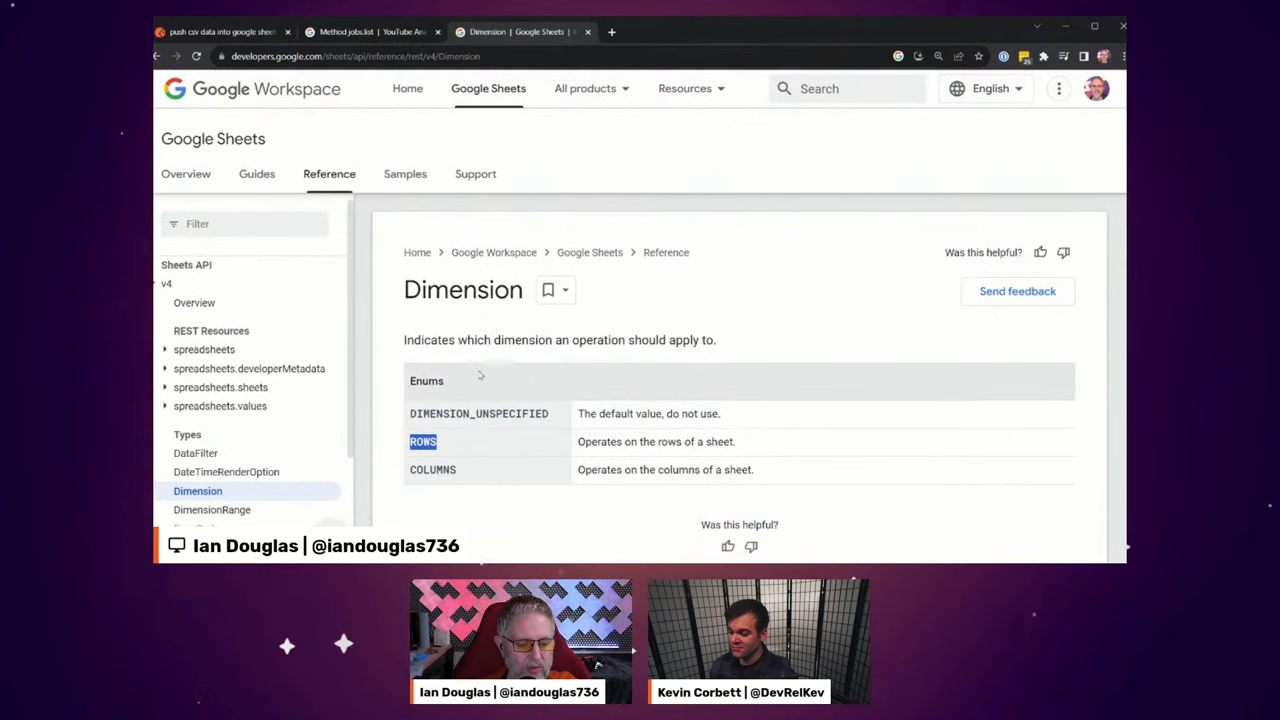 push csv data into google sheet
Method: jobs.list | YouTube An
Dimension | Google Sheets |
developers.google.com/sheets/api/reference/rest/v4/Dimension
25
Google Workspace
Home
Google Sheets
All products
Resources
Search
English
Google Sheets
Overview
Guides
Reference
Samples
Support
Filter
Sheets API
v4
Overview
REST Resources
spreadsheets
spreadsheets.developerMetadata
spreadsheets.sheets
spreadsheets.values
Types
DataFilter
DateTimeRenderOption
Dimension
DimensionRange
Home > Google Workspace > Google Sheets > Reference
Was this helpful?
Dimension
Send feedback
Indicates which dimension an operation should apply to.
Enums
DIMENSION_UNSPECIFIED The default value, do not use.
ROWS Operates on the rows of a sheet.
COLUMNS Operates on the columns of a sheet.
Was this helpful?
Ian Douglas | @iandouglas736
Ian Douglas | @iandouglas736
Kevin Corbett | @DevRelKev